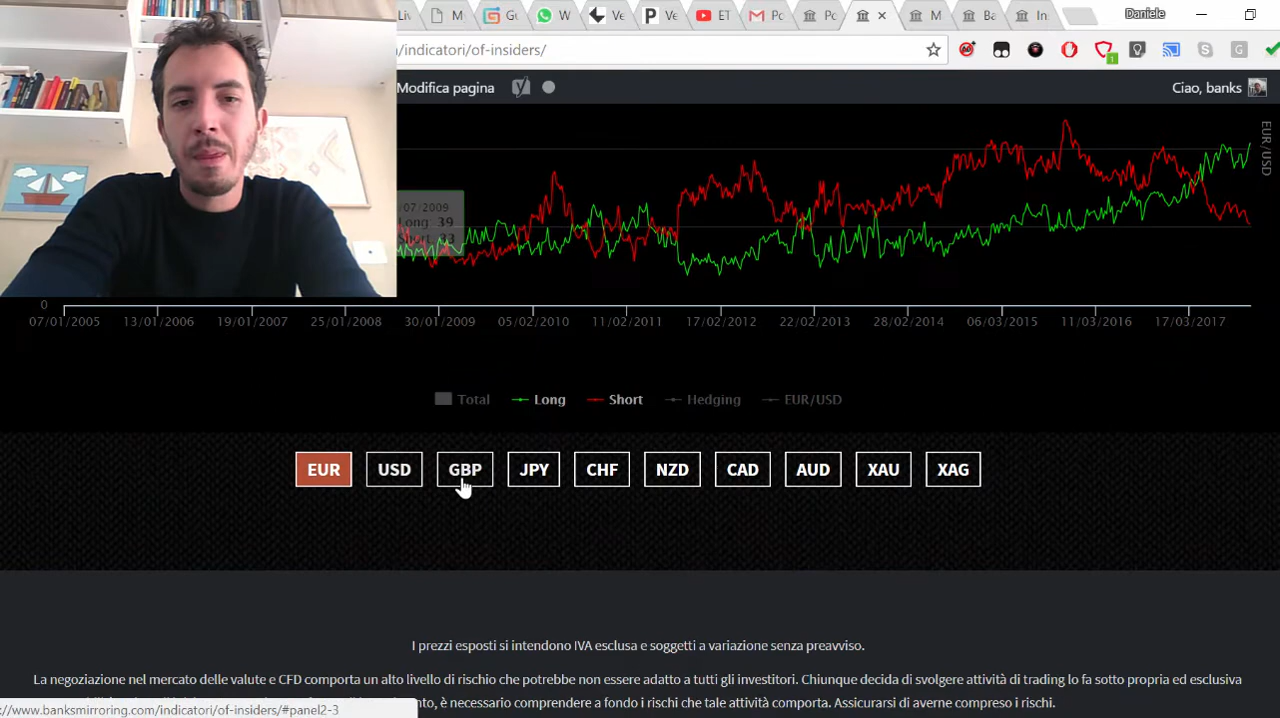 Daniele
/indicatori/of-insiders/
Modifica pagina
Ciao, banks
EUR/USD
/07/2009
Long 39
0
07/01/2005 13/01/2006 19/01/2007 25/01/2008 30/01/2009 05/02/2010 11/02/2011 17/02/2012 22/02/2013 28/02/2014 06/03/2015 11/03/2016 17/03/2017
Total Long Short Hedging EUR/USD
EUR USD GBP JPY CHF NZD CAD AUD XAU XAG
I prezzi esposti si intendono IVA esclusa e soggetti a variazione senza preavviso.
La negoziazione nel mercato delle valute e CFD comporta un alto livello di rischio che potrebbe non essere adatto a tutti gli investitori. Chiunque decida di svolgere attività di trading lo fa sotto propria ed esclusiva
è necessario comprendere a fondo i rischi che tale attività comporta. Assicurarsi di averne compreso i rischi.
//www.banksmirroring.com/indicatori/of-insiders/#panel2-3